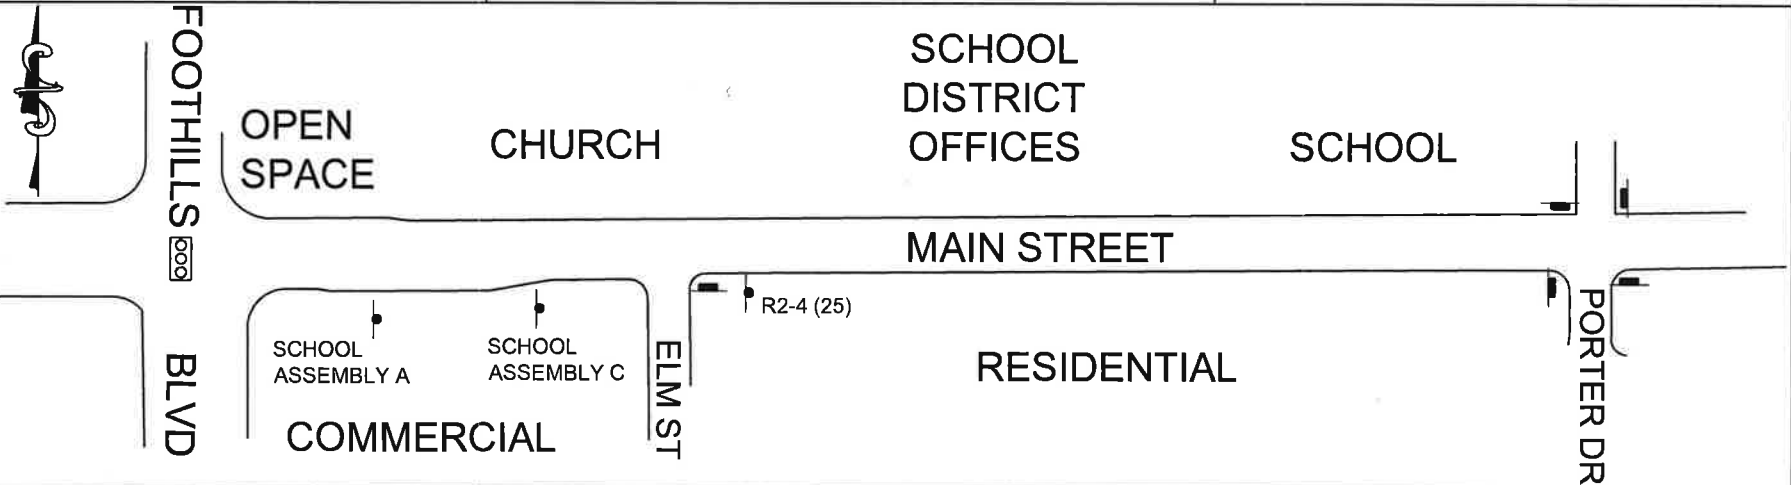 FOOTHILLS
BLVD
OPEN
SPACE
CHURCH
SCHOOL
DISTRICT
OFFICES
SCHOOL
MAIN STREET
R2-4 (25)
SCHOOL
ASSEMBLY A
SCHOOL
ASSEMBLY C
ELM ST
COMMERCIAL
RESIDENTIAL
PORTER DR